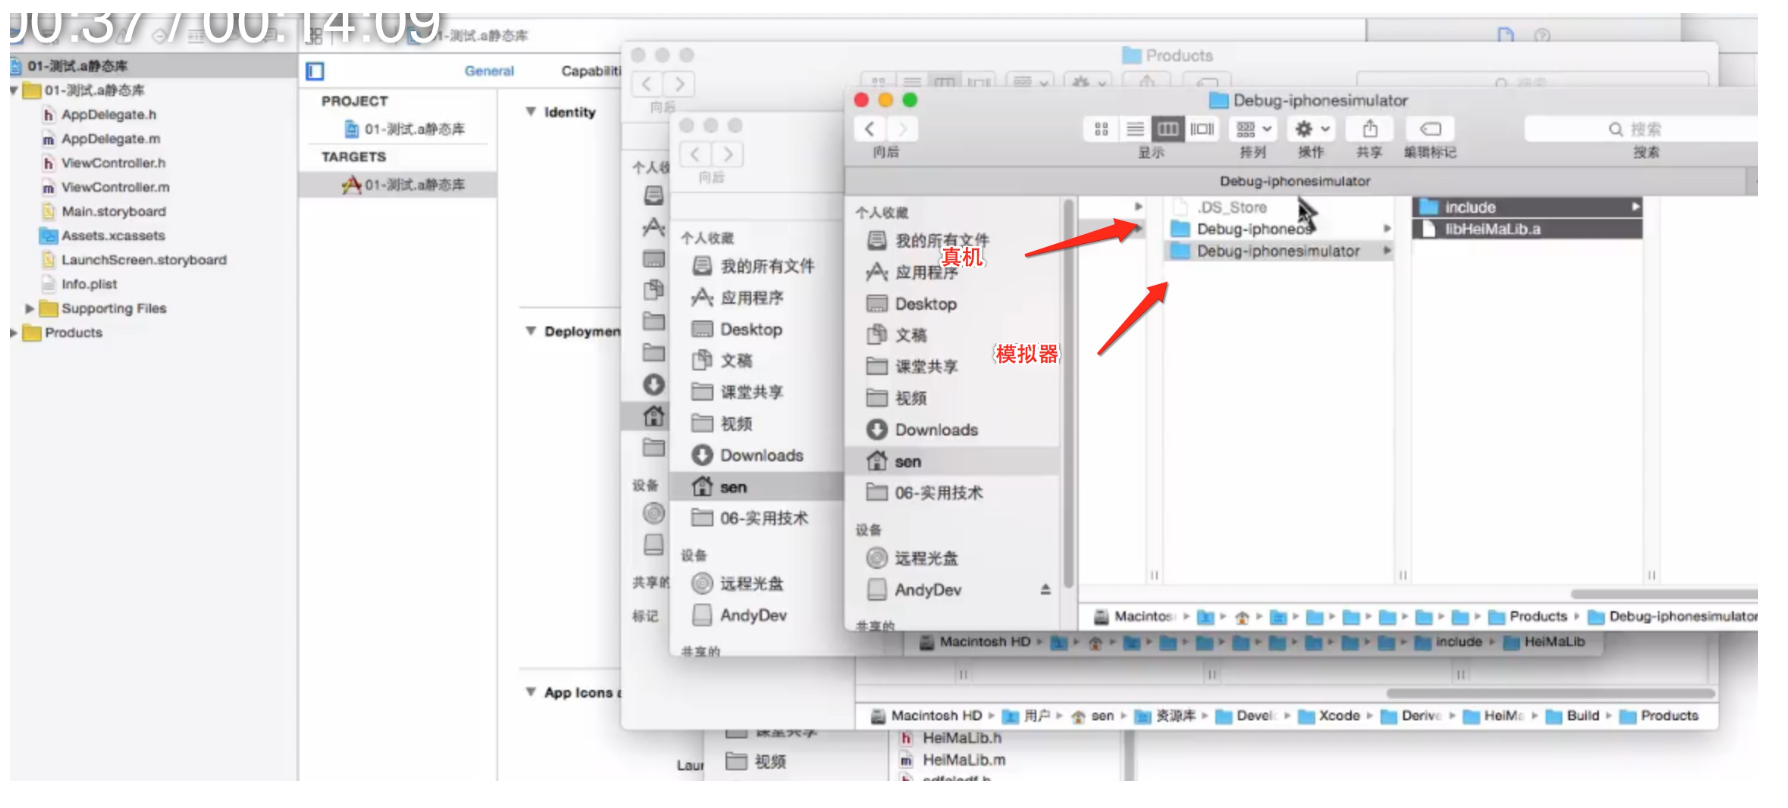 00:37 / 00:14:09
01-测试.a静态库
01-测试.a静态库
01-测试.a静态库
AppDelegate.h
AppDelegate.m
ViewController.h
ViewController.m
Main.storyboard
Assets.xcassets
LaunchScreen.storyboard
Info.plist
Supporting Files
Products
General
Capabiliti
PROJECT
01-测试.a静态库
TARGETS
01-测试.a静态库
Identity
Deploymen
App Icons
Laur
Products
向后
搜索
个人收
设备
共享的
标记
向后
个人收藏
我的所有文件
应用程序
Desktop
文稿
课堂共享
视频
Downloads
sen
06-实用技术
设备
远程光盘
AndyDev
共享的
Debug-iphonesimulator
向后
显示
排列
操作
共享
编辑标记
搜索
搜索
Debug-iphonesimulator
个人收藏
我的所有文件
应用程序
Desktop
文稿
课堂共享
视频
Downloads
sen
06-实用技术
设备
远程光盘
AndyDev
共享的
.DS_Store
Debug-iphoneos
Debug-iphonesimulator
include
libHeiMaLib.a
真机
模拟器
Macintos
Products
Debug-iphonesimulator
Macintosh HD
include
HeiMaLib
Macintosh HD
用户
sen
资源库
Devel
Xcode
Deriva
HeiMa
Build
Products
课堂共享
视频
HeiMaLib.h
HeiMaLib.m